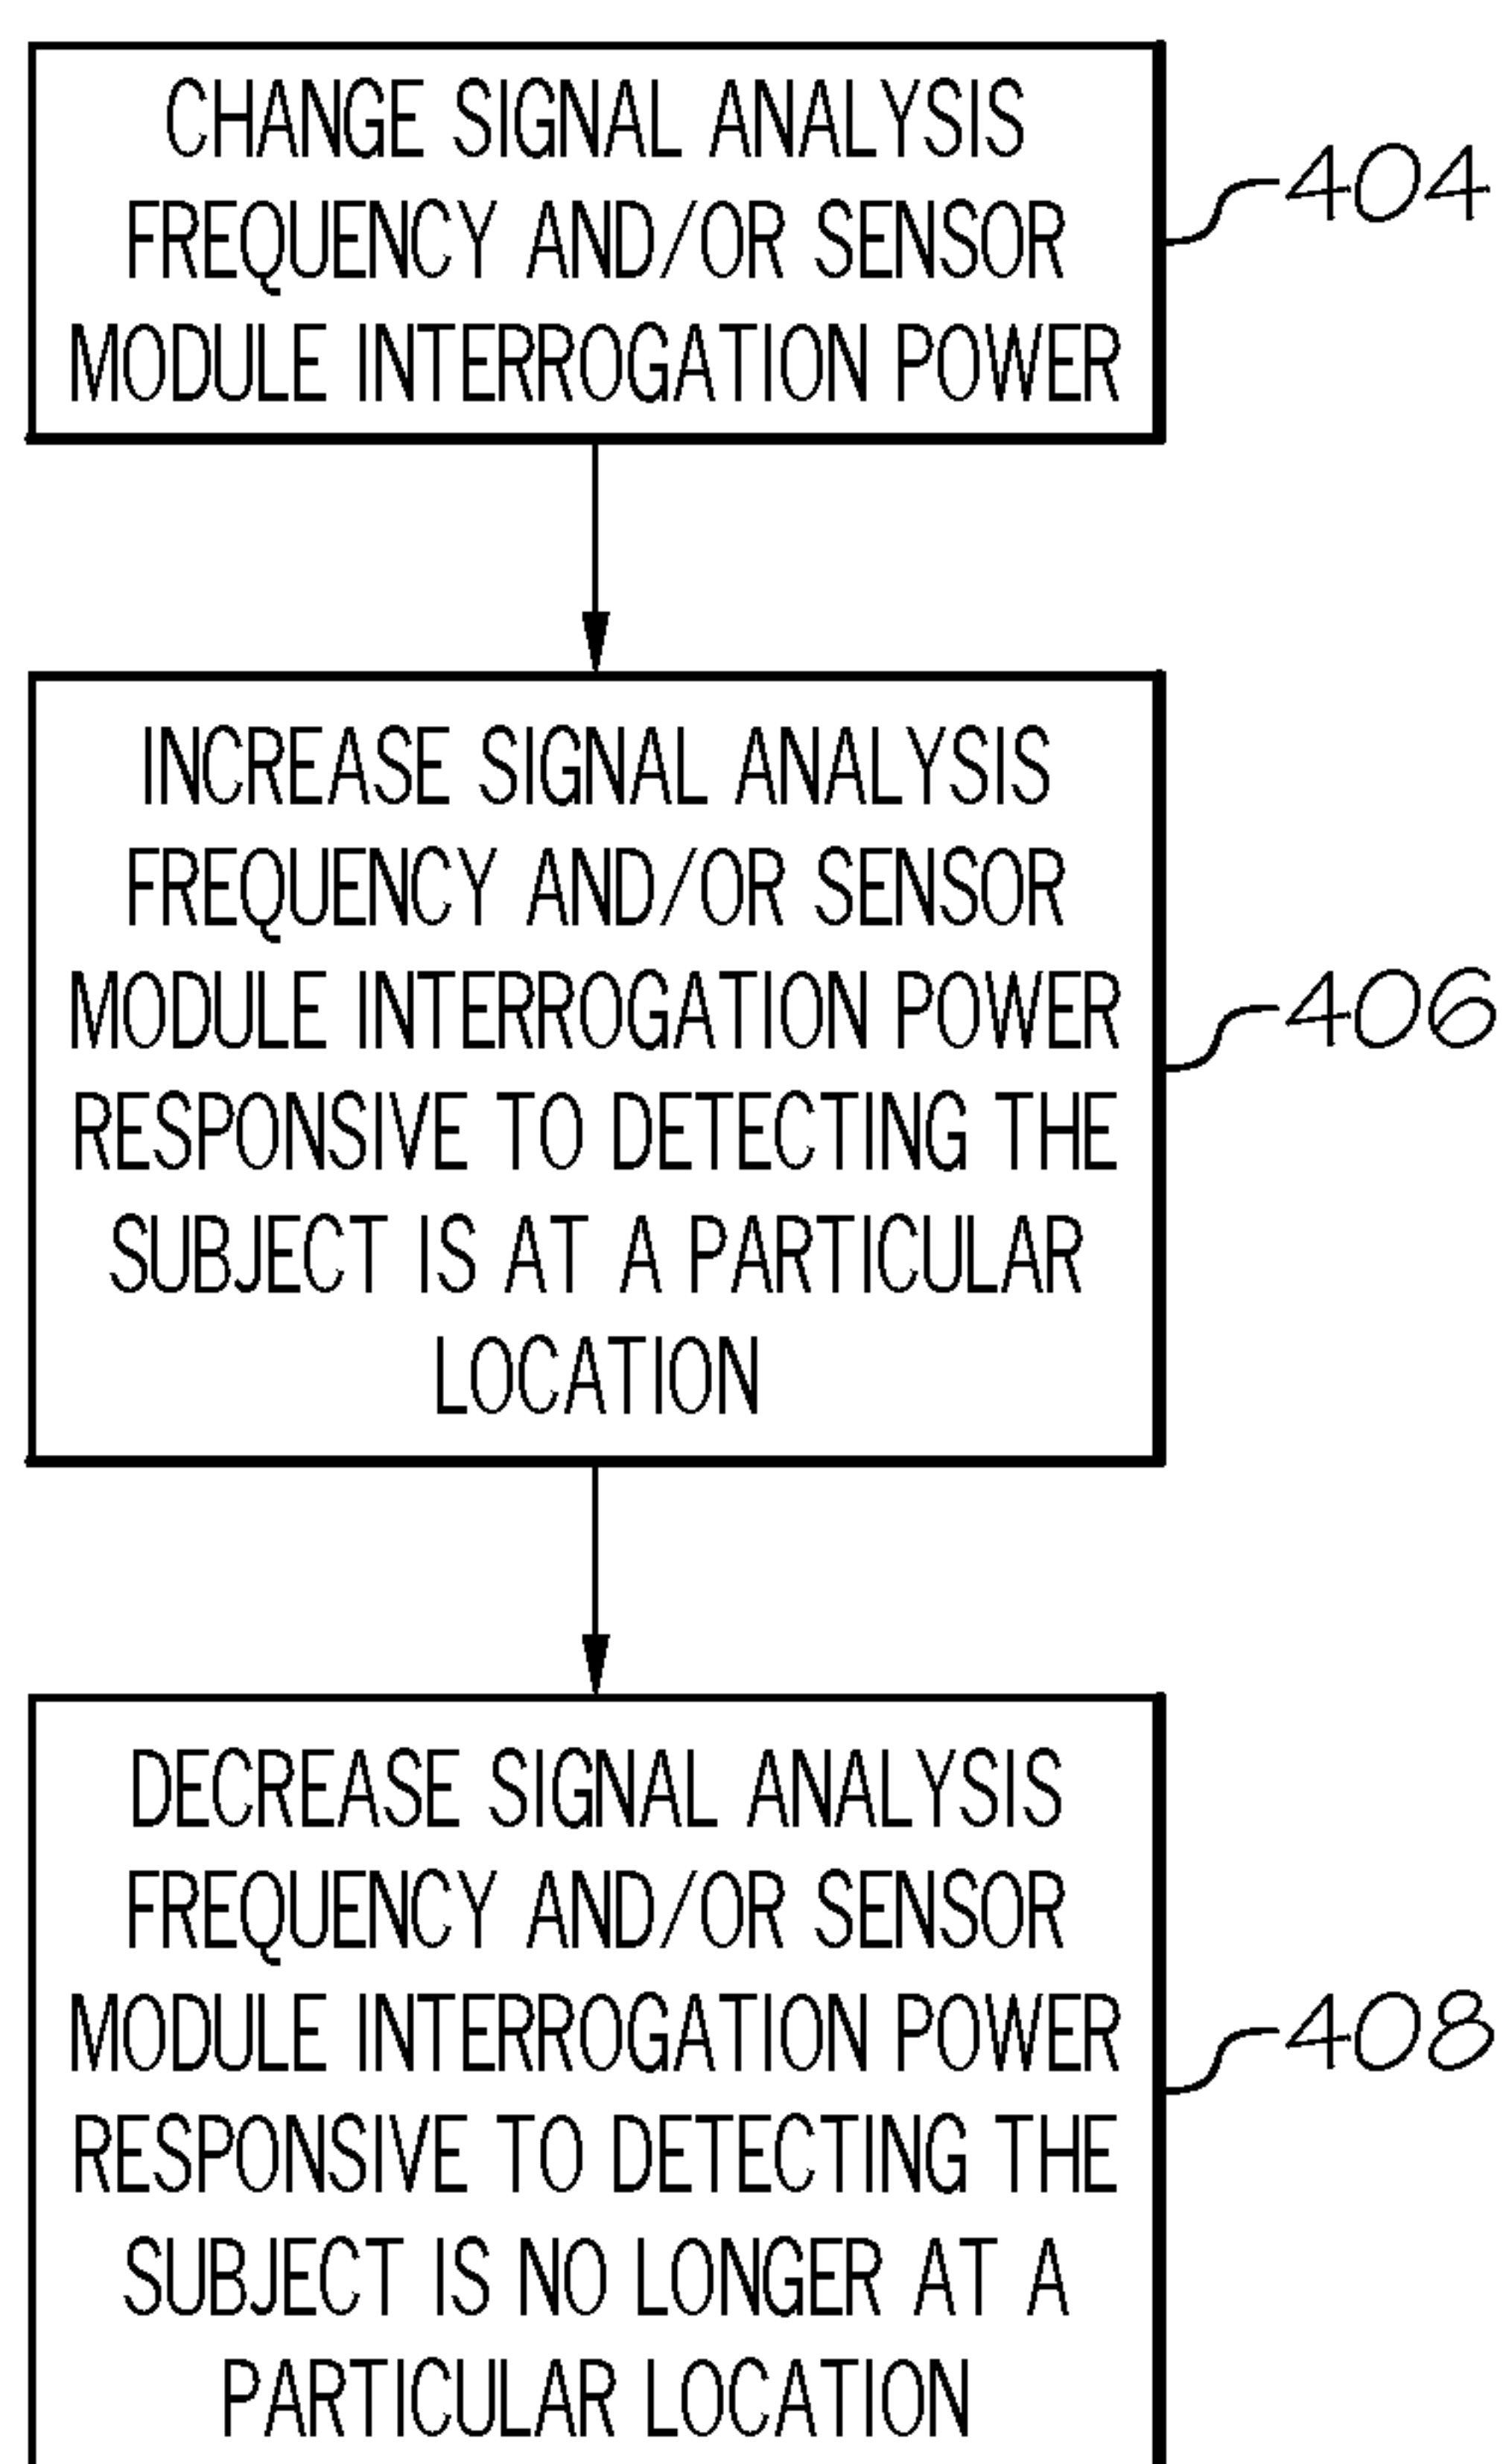 CHANGE SIGNAL ANALYSIS
FREQUENCY AND/OR SENSOR
MODULE INTERROGATION POWER
404
INCREASE SIGNAL ANALYSIS
FREQUENCY AND/OR SENSOR
MODULE INTERROGATION POWER
RESPONSIVE TO DETECTING THE
SUBJECT IS AT A PARTICULAR
LOCATION
406
DECREASE SIGNAL ANALYSIS
FREQUENCY AND/OR SENSOR
MODULE INTERROGATION POWER
RESPONSIVE TO DETECTING THE
SUBJECT IS NO LONGER AT A
PARTICULAR LOCATION
408